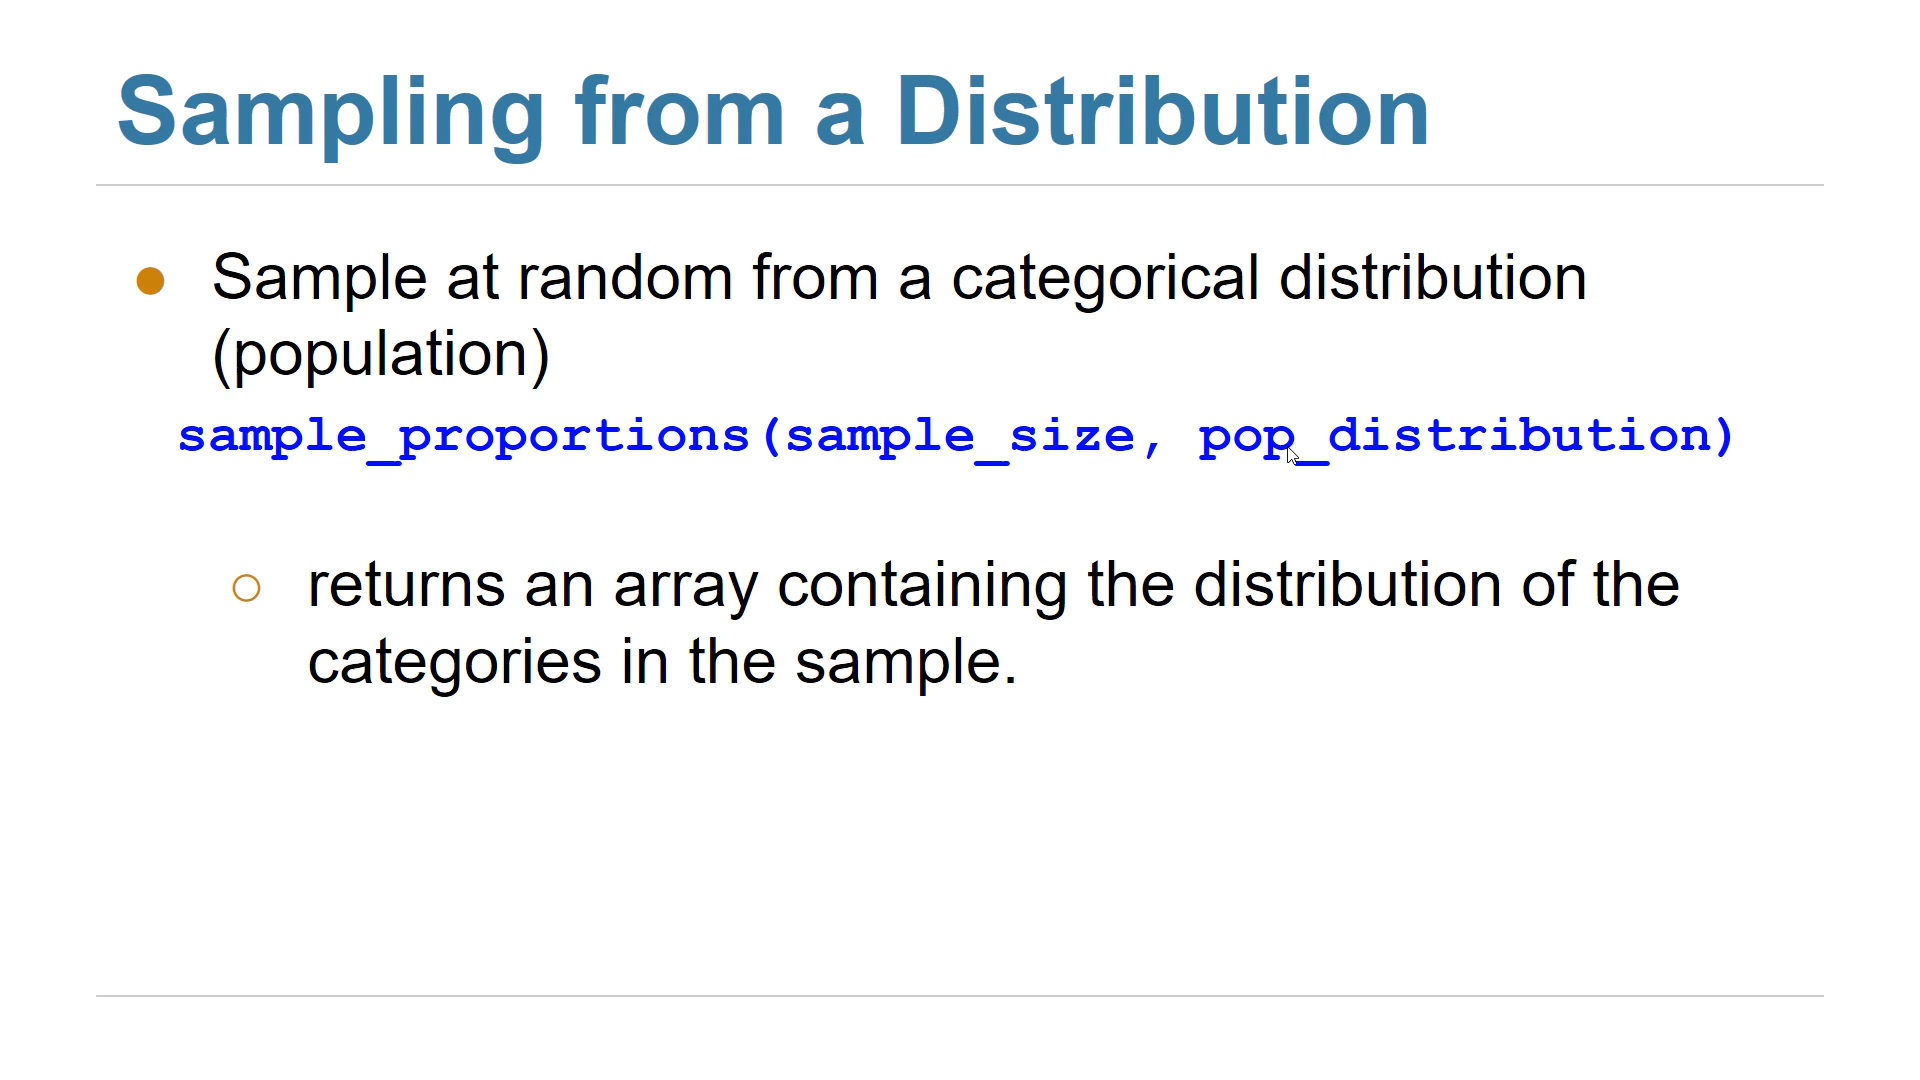 Sampling from a Distribution
Sample at random from a categorical distribution
(population)
sample_proportions(sample_size, pop_distribution)
returns an array containing the distribution of the
categories in the sample.